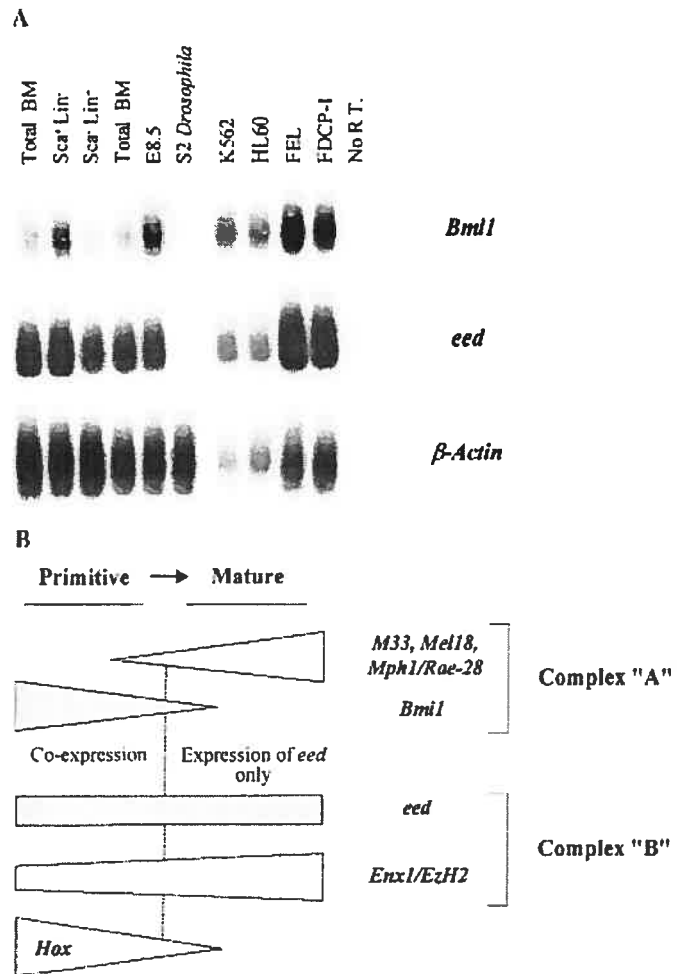 A
Total BM
Sca⁺ Lin⁻
Sca⁻ Lin⁻
Total BM
E8.5
S2 Drosophila
K562
HL60
FEL
FDCP-1
No R.T.
Bmi1
eed
β-Actin
B
Primitive → Mature
M33, Mel18,
Mph1/Rae-28
Bmi1
Complex "A"
Co-expression
Expression of eed
only
eed
Enx1/EzH2
Complex "B"
Hox